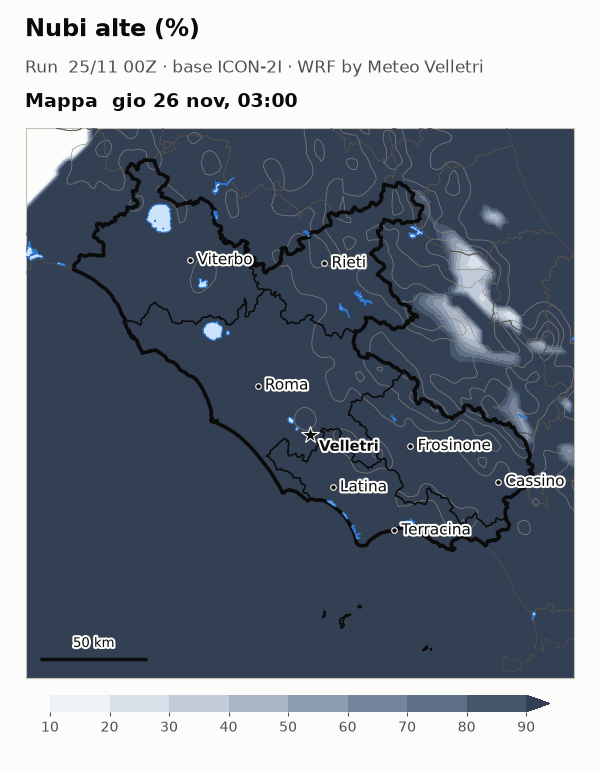 Nubi alte (%)
Run  25/11 00Z · base ICON-2I · WRF by Meteo Velletri
Mappa  gio 26 nov, 03:00
Viterbo
Rieti
Roma
Velletri
Frosinone
Cassino
Latina
Terracina
50 km
10 20 30 40 50 60 70 80 90